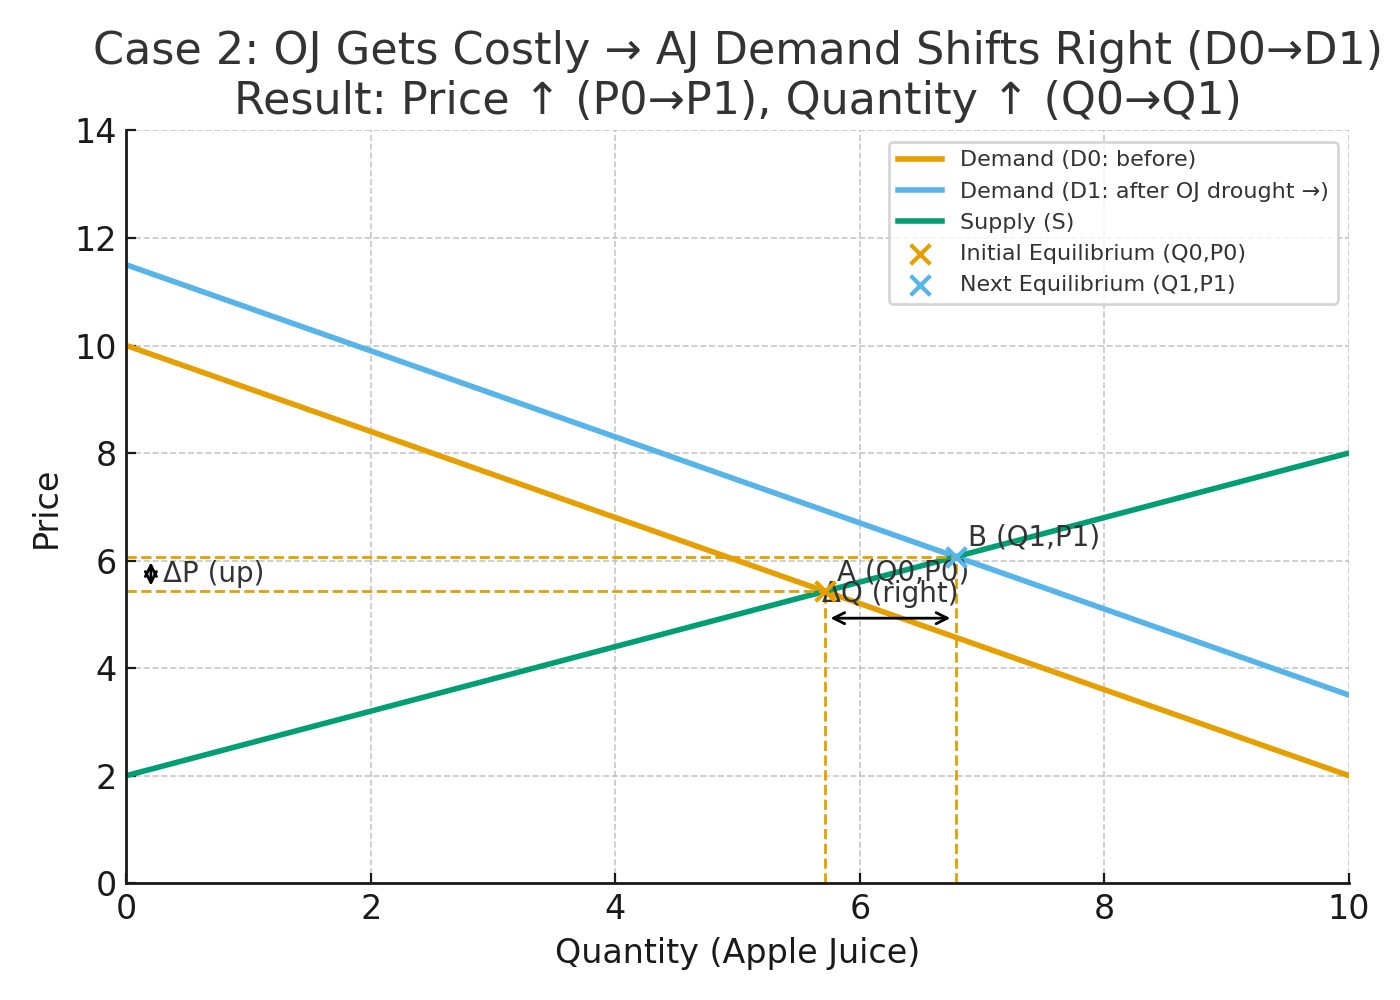 Case 2: OJ Gets Costly → AJ Demand Shifts Right (D0→D1)
Result: Price ↑ (P0→P1), Quantity ↑ (Q0→Q1)
Demand (D0: before)
Demand (D1: after OJ drought →)
Supply (S)
Initial Equilibrium (Q0,P0)
Next Equilibrium (Q1,P1)
14
12
10
8
6
4
2
0
Price
B (Q1,P1)
A (Q0,P0)
ΔP (up)
ΔQ (right)
0
2
4
6
8
10
Quantity (Apple Juice)